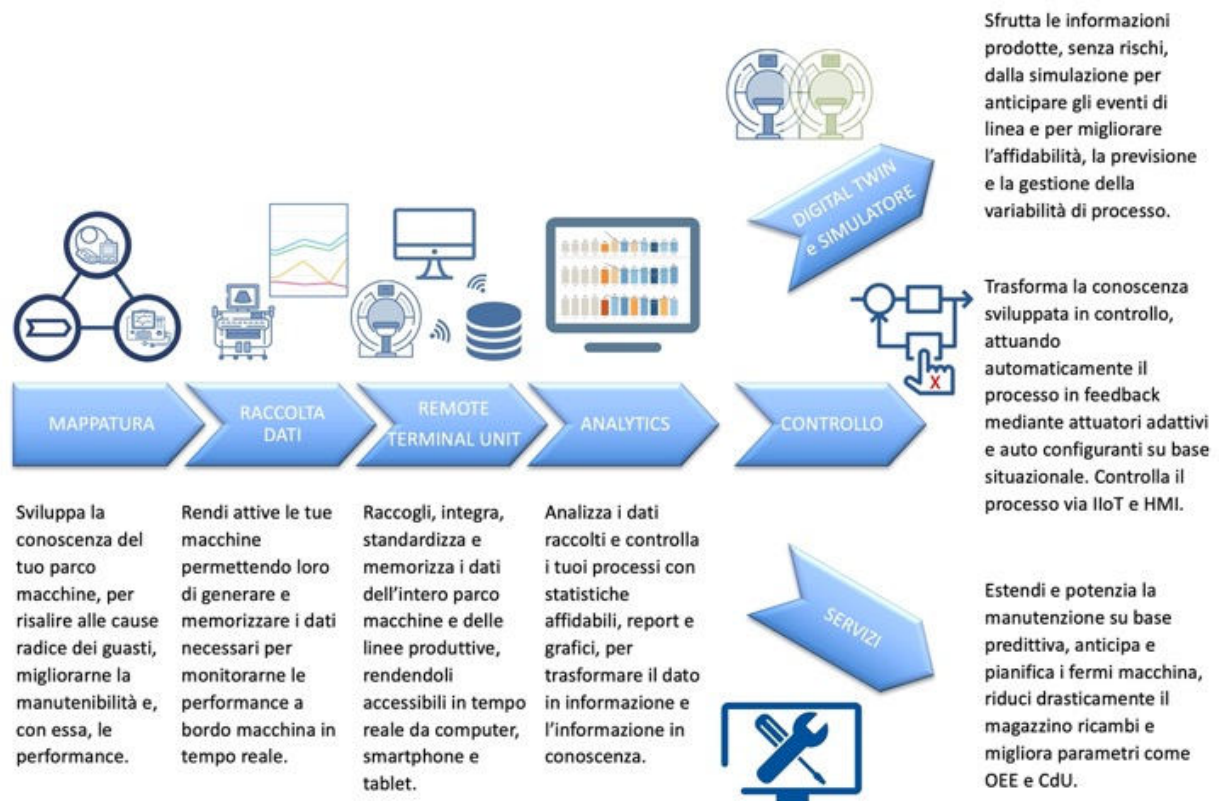 Sfrutta le informazioni
prodotte, senza rischi,
dalla simulazione per
anticipare gli eventi di
linea e per migliorare
l'affidabilità, la previsione
e la gestione della
variabilità di processo.
DIGITAL TWIN
e SIMULATORE
Trasforma la conoscenza
sviluppata in controllo,
attuando
automaticamente il
processo in feedback
mediante attuatori adattivi
e auto configuranti su base
situazionale. Controlla il
processo via IIoT e HMI.
X
MAPPATURA
RACCOLTA
DATI
REMOTE
TERMINAL UNIT
ANALYTICS
CONTROLLO
Sviluppa la
conoscenza del
tuo parco
macchine, per
risalire alle cause
radice dei guasti,
migliorarne la
manutenibilità e,
con essa, le
performance.
Rendi attive le tue
macchine
permettendo loro
di generare e
memorizzare i dati
necessari per
monitorarne le
performance a
bordo macchina in
tempo reale.
Raccogli, integra,
standardizza e
memorizza i dati
dell'intero parco
macchine e delle
linee produttive,
rendendoli
accessibili in tempo
reale da computer,
smartphone e
tablet.
Analizza i dati
raccolti e controlla
i tuoi processi con
statistiche
affidabili, report e
grafici, per
trasformare il dato
in informazione e
l'informazione in
conoscenza.
SERVIZI
Estendi e potenzia la
manutenzione su base
predittiva, anticipa e
pianifica i fermi macchina,
riduci drasticamente il
magazzino ricambi e
migliora parametri come
OEE e CdU.